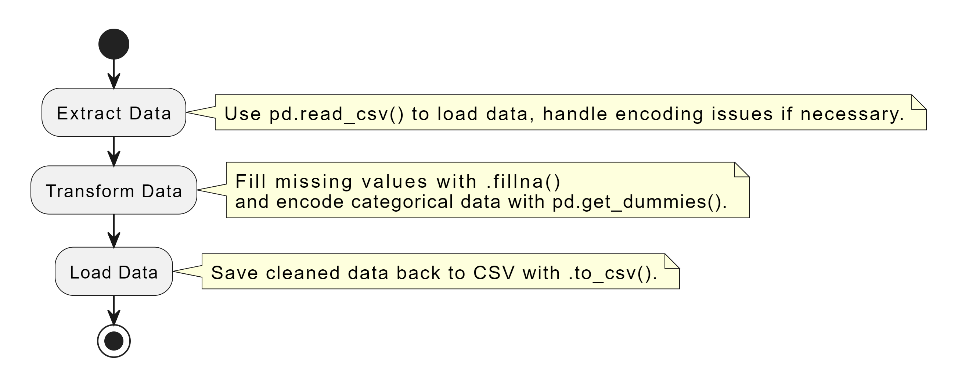 Extract Data
Use pd.read_csv() to load data, handle encoding issues if necessary.
Transform Data
Fill missing values with .fillna()
and encode categorical data with pd.get_dummies().
Load Data
Save cleaned data back to CSV with .to_csv().